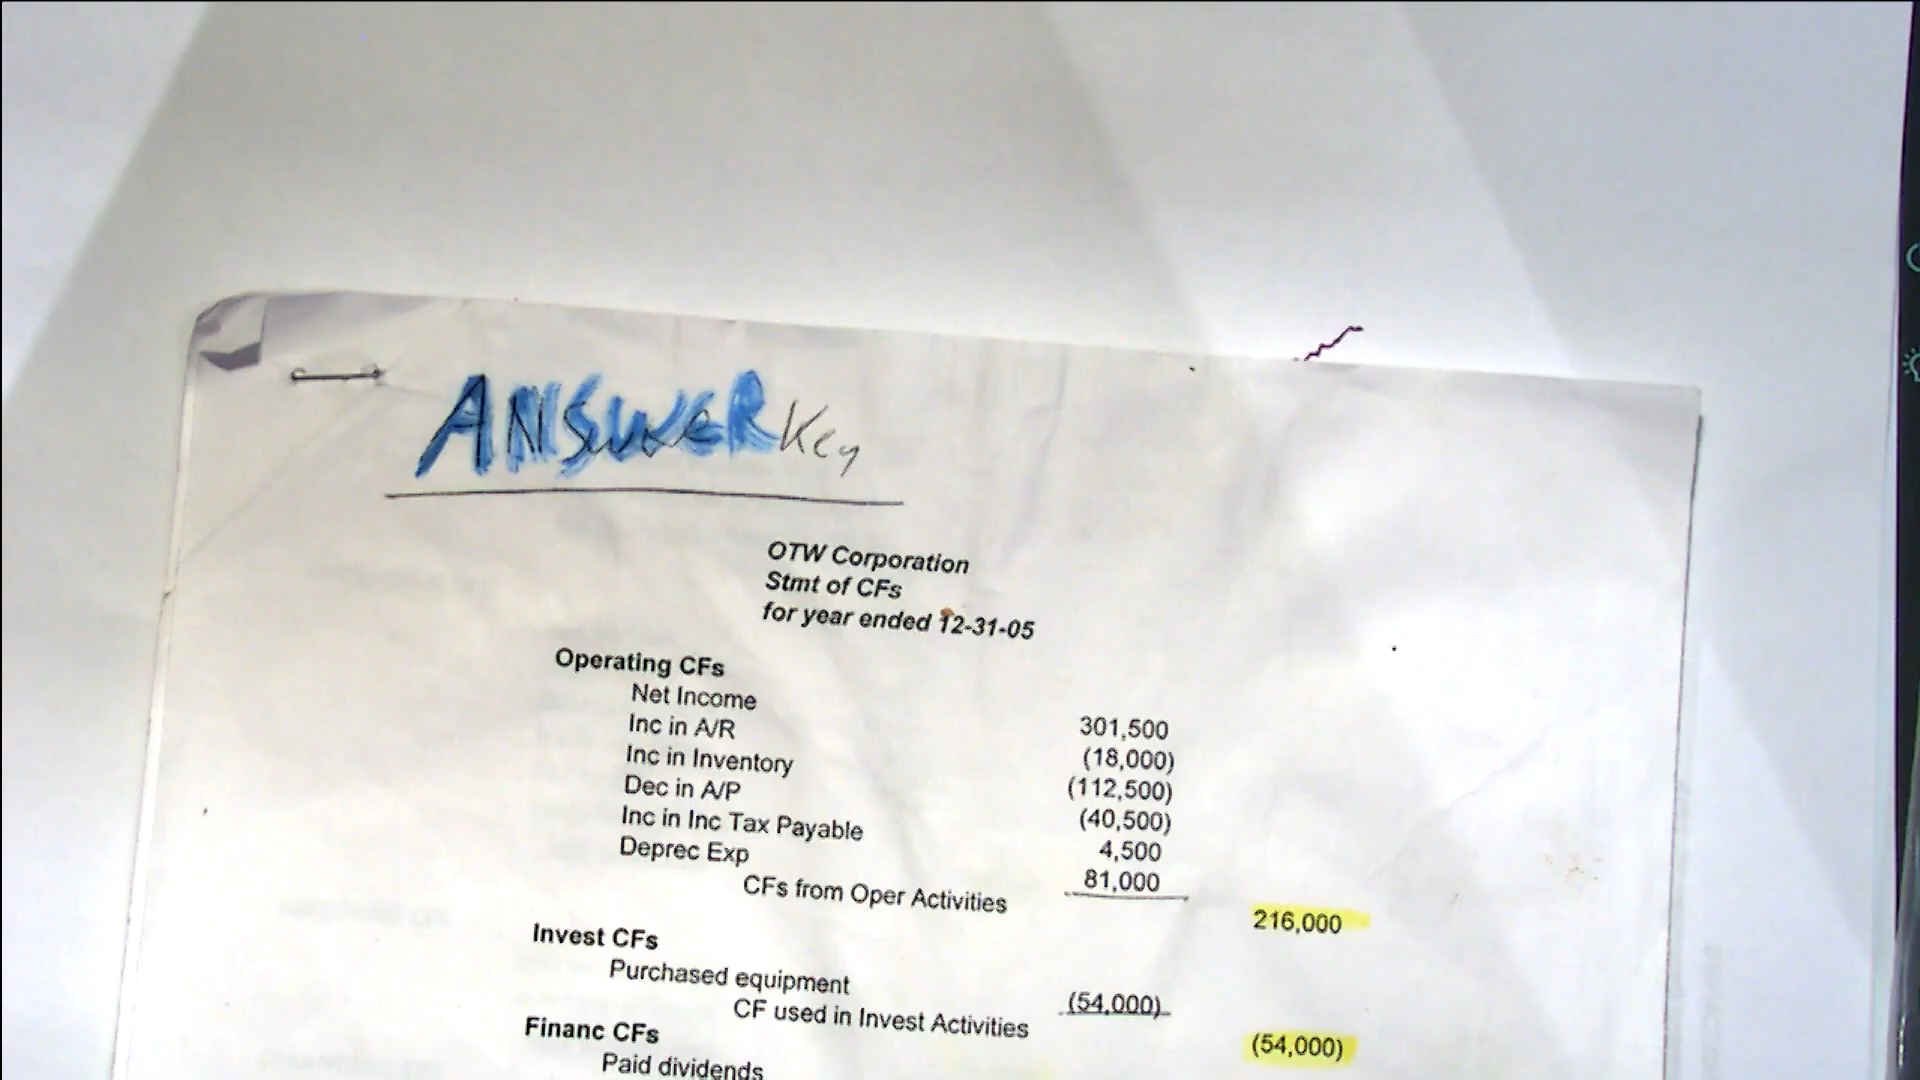 ANSWER Key
OTW Corporation
Stmt of CFs
for year ended 12-31-05
Operating CFs
Net Income 301,500
Inc in A/R (18,000)
Inc in Inventory (112,500)
Dec in A/P (40,500)
Inc in Inc Tax Payable 4,500
Deprec Exp 81,000
CFs from Oper Activities 216,000
Invest CFs
Purchased equipment (54,000)
CF used in Invest Activities (54,000)
Financ CFs
Paid dividends